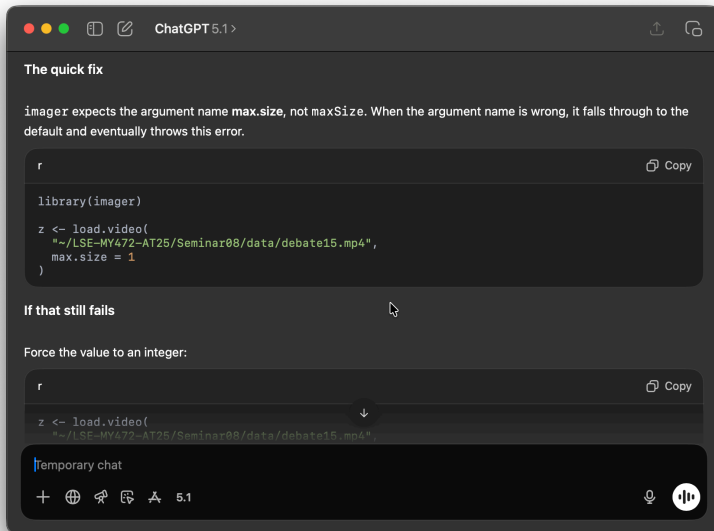 ChatGPT 5.1 >
The quick fix
imager expects the argument name max.size, not maxSize. When the argument name is wrong, it falls through to the
default and eventually throws this error.
r
Copy
library(imager)
z <- load.video(
"~/LSE-MY472-AT25/Seminar08/data/debate15.mp4",
max.size = 1
)
If that still fails
Force the value to an integer:
r
Copy
z <- load.video(
"~/LSE-MY472-AT25/Seminar08/data/debate15.mp4",
Temporary chat
5.1